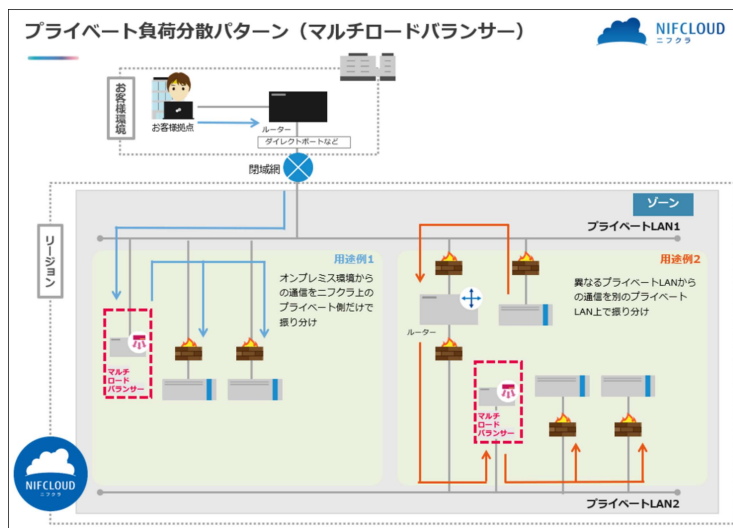 プライベート負荷分散パターン（マルチロードバランサー）
NIFCLOUD
ニフクラ
お客様環境
お客様拠点
ルーター
ダイレクトポートなど
閉域網
リージョン
ゾーン
プライベートLAN1
用途例1
オンプレミス環境から
の通信をニフクラ上の
プライベート側だけで
振り分け
マルチ
ロード
バランサー
用途例2
異なるプライベートLANから
の通信を別のプライベート
LAN上で振り分け
ルーター
マルチ
ロード
バランサー
NIFCLOUD
ニフクラ
プライベートLAN2